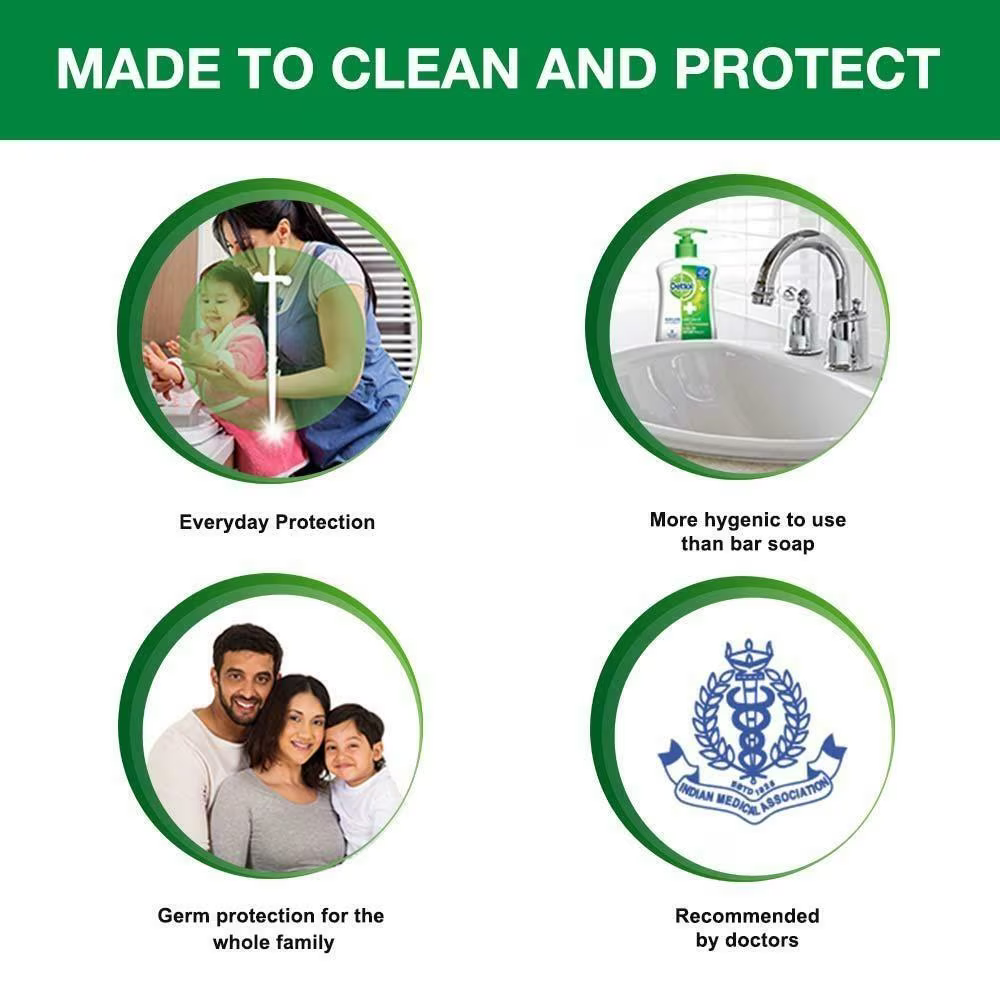 MADE TO CLEAN AND PROTECT
Everyday Protection
Dettol
More hygenic to use
than bar soap
Germ protection for the
whole family
ESTD 1928
INDIAN MEDICAL ASSOCIATION
Recommended
by doctors